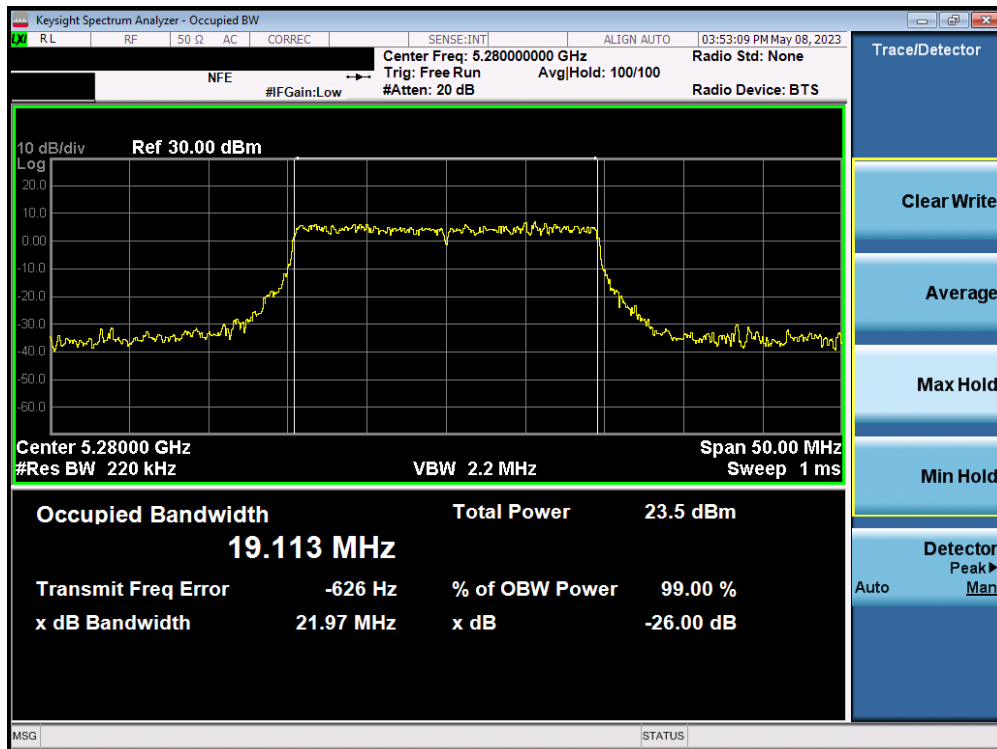 Keysight Spectrum Analyzer - Occupied BW
LXI RL RF 50 Ω AC CORREC SENSE:INT ALIGN AUTO 03:53:09 PM May 08, 2023
Center Freq: 5.280000000 GHz Radio Std: None
NFE Trig: Free Run Avg|Hold: 100/100
#IFGain:Low #Atten: 20 dB Radio Device: BTS
Trace/Detector
10 dB/div Ref 30.00 dBm
Log
20.0
10.0
0.00
-10.0
-20.0
-30.0
-40.0
-50.0
-60.0
Center 5.28000 GHz Span 50.00 MHz
#Res BW 220 kHz VBW 2.2 MHz Sweep 1 ms
Occupied Bandwidth Total Power 23.5 dBm
19.113 MHz
Transmit Freq Error -626 Hz % of OBW Power 99.00 %
x dB Bandwidth 21.97 MHz x dB -26.00 dB
Clear Write
Average
Max Hold
Min Hold
Detector
Peak▶
Auto Man
MSG STATUS